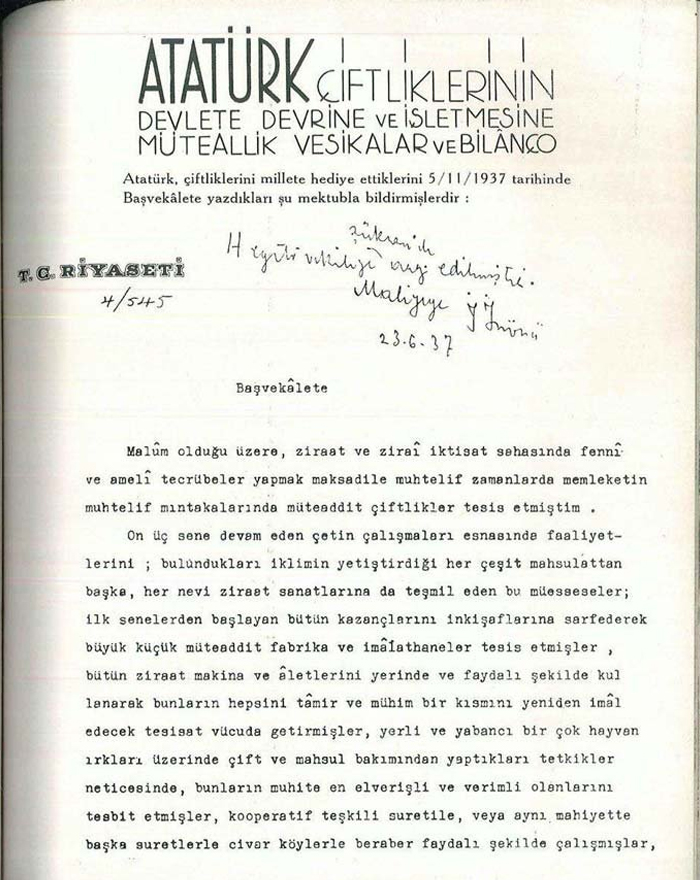 ATATÜRK ÇİFTLİKLERİNİN
DEVLETE DEVRİNE VE İŞLETMESİNE
MÜTEALLİK VESİKALAR VE BİLÂNÇO
Atatürk, çiftliklerini millete hediye ettiklerini 5/11/1937 tarihinde
Başvekâlete yazdıkları şu mektubla bildirmişlerdir :
edilmiştir.
Maliyeye İ İnönü
23.6.37
T. C. RİYASETİ
4/545
Başvekâlete
Malûm olduğu üzere, ziraat ve ziraî iktisat sahasında fennî
ve amelî tecrübeler yapmak maksadile muhtelif zamanlarda memleketin
muhtelif mıntakalarında müteaddit çiftlikler tesis etmiştim .
On üç sene devam eden çetin çalışmaları esnasında faaliyet-
lerini ; bulundukları iklimin yetiştirdiği her çeşit mahsulattan
başka, her nevi ziraat sanatlarına da teşmil eden bu müesseseler;
ilk senelerden başlayan bütün kazançlarını inkişaflarına sarfederek
büyük küçük müteaddit fabrika ve imâlathaneler tesis etmişler ,
bütün ziraat makina ve âletlerini yerinde ve faydalı şekilde kul
lanarak bunların hepsini tâmir ve mühim bir kısmını yeniden imâl
edecek tesisat vücuda getirmişler, yerli ve yabancı bir çok hayvan
ırkları üzerinde çift ve mahsul bakımından yaptıkları tetkikler
neticesinde, bunların muhite en elverişli ve verimli olanlarını
tesbit etmişler, kooperatif teşkili suretile, veya aynı mahiyette
başka suretlerle civar köylerle beraber faydalı şekilde çalışmışlar,